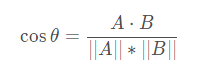 cos θ = A · B / ||A|| ∗ ||B||